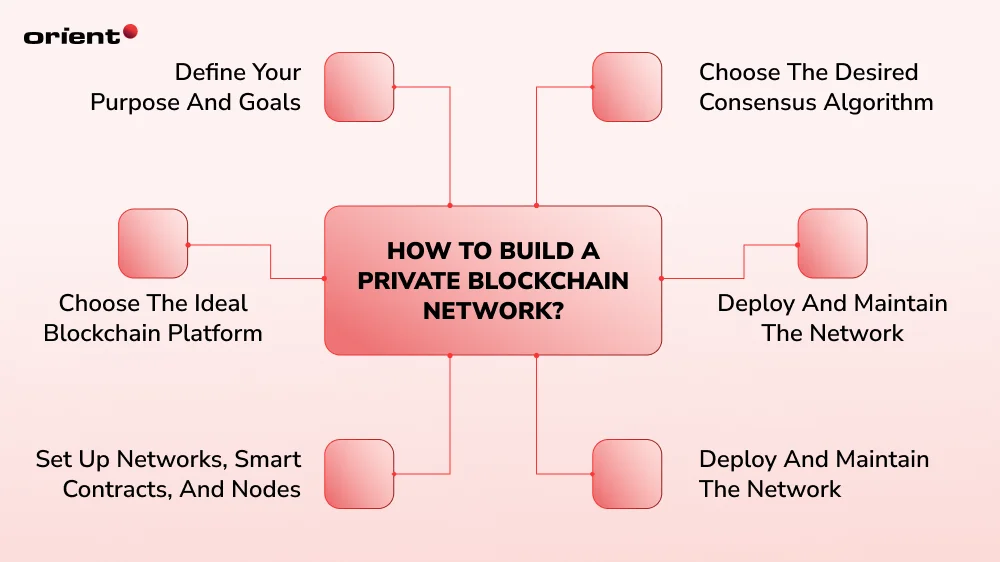 orient
Define Your
Purpose And Goals
Choose The Desired
Consensus Algorithm
HOW TO BUILD A
PRIVATE BLOCKCHAIN
NETWORK?
Choose The Ideal
Blockchain Platform
Deploy And Maintain
The Network
Set Up Networks, Smart
Contracts, And Nodes
Deploy And Maintain
The Network